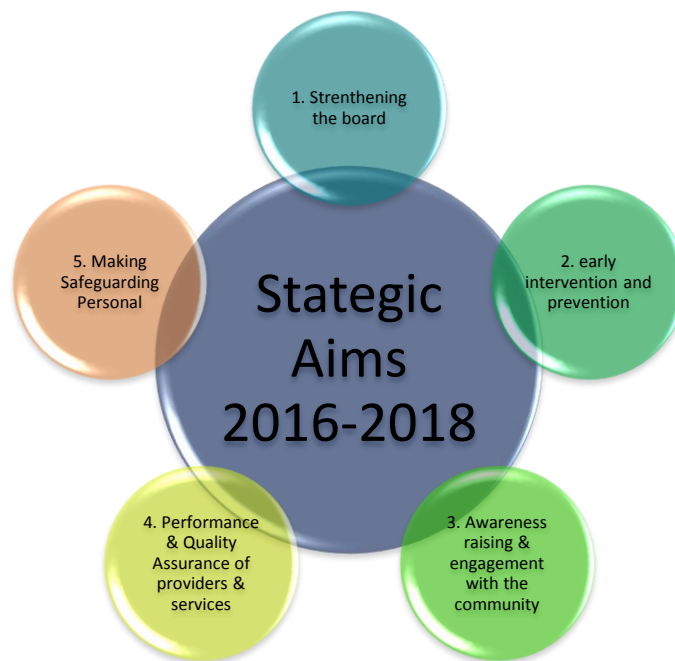 1. Strenthening
the board
2. early
intervention and
prevention
3. Awareness
raising &
engagement
with the
community
4. Performance
& Quality
Assurance of
providers &
services
5. Making
Safeguarding
Personal
Stategic
Aims
2016-2018